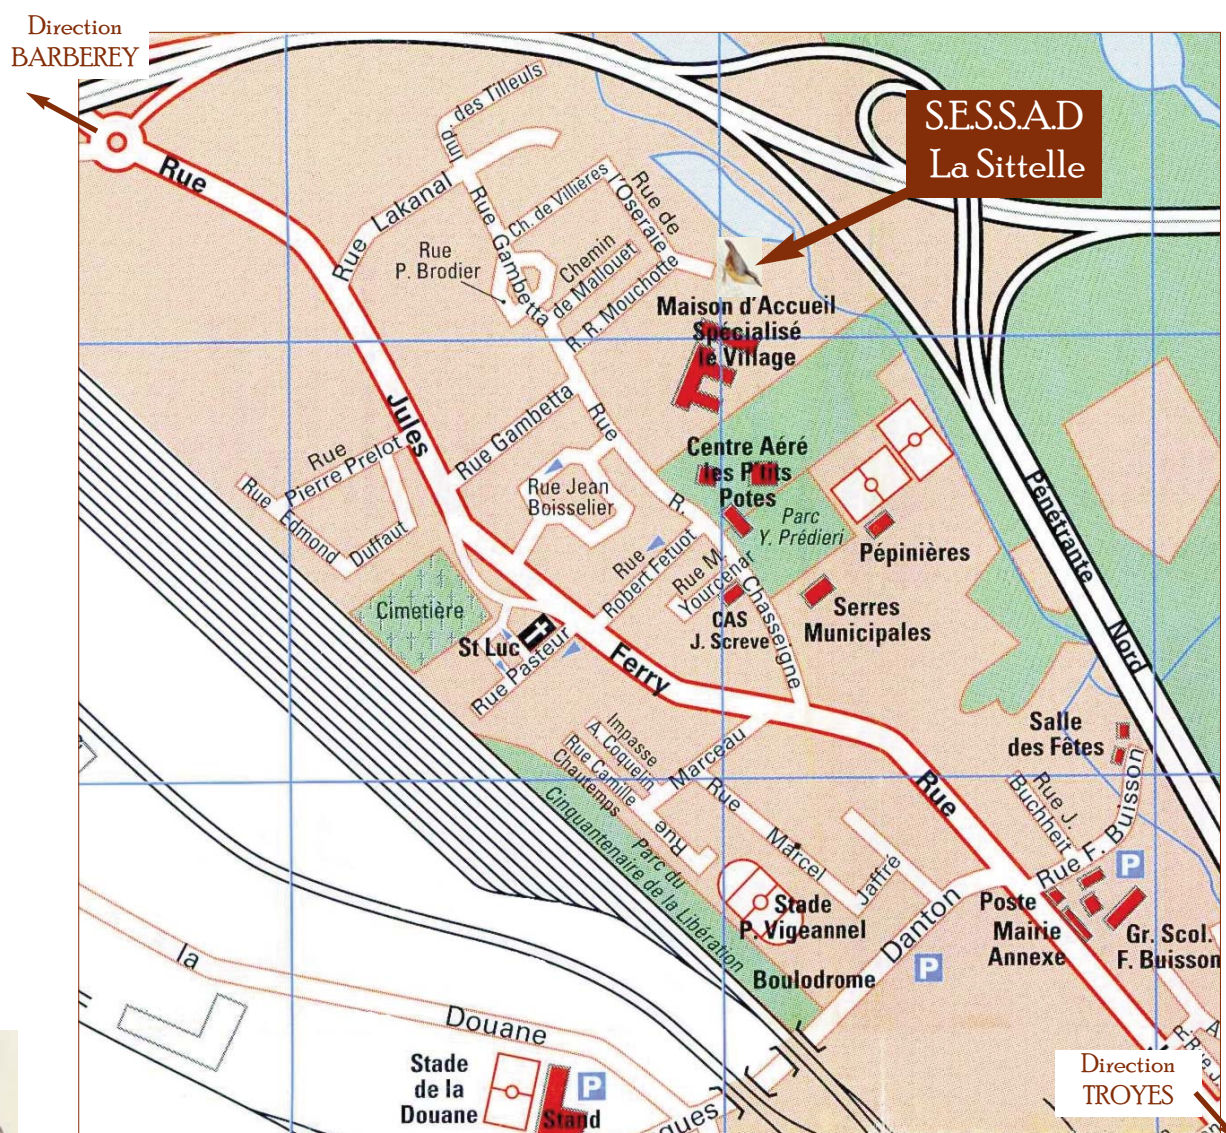 Direction
BARBEREY
S.E.S.S.A.D
La Sittelle
Imp. des Tilleuls
Rue
Rue Lakanal
Rue Gambetta
Ch. de Villières
Rue de
l'Oseraie
Rue
P. Brodier
Chemin
de Mallouet
R. R. Mouchotte
Maison d'Accueil
Spécialisé
le Village
Jules
Rue Gambetta
Rue
Rue
Pierre Prelot
Rue Edmond Duffaut
Rue Jean
Boisselier
Centre Aéré
les P'tits
Potes
R.
Parc
Y. Prédieri
Pépinières
Pénétrante
Nord
Rue
Robert Fetuot
Rue M.
Yourcenar
Chasseigne
CAS
J. Screve
Serres
Municipales
Cimetière
St Luc
Rue Pasteur
Ferry
Salle
des Fêtes
Impasse
A. Coquelin
Rue Camille
Chautemps
Marceau
Rue
Rue
Marcel
Jaffré
Rue
Rue J.
Buchheit
Rue F. Buisson
P
Parc du
Cinquantenaire de la Libération
Stade
P. Vigeannel
Danton
Boulodrome
P
Poste
Mairie
Annexe
Gr. Scol.
F. Buisson
la
Douane
Stade
de la
Douane
P
Stand
ques
Direction
TROYES